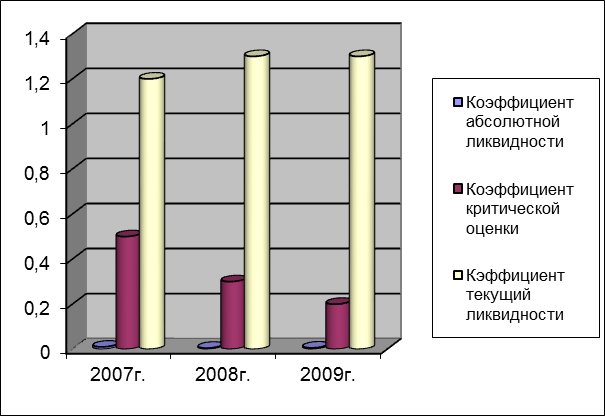 1,4
1,2
1
0,8
0,6
0,4
0,2
0
2007г.
2008г.
2009г.
Коэффициент
абсолютной
ликвидности
Коэффициент
критической
оценки
Кэффициент
текущий
ликвидности